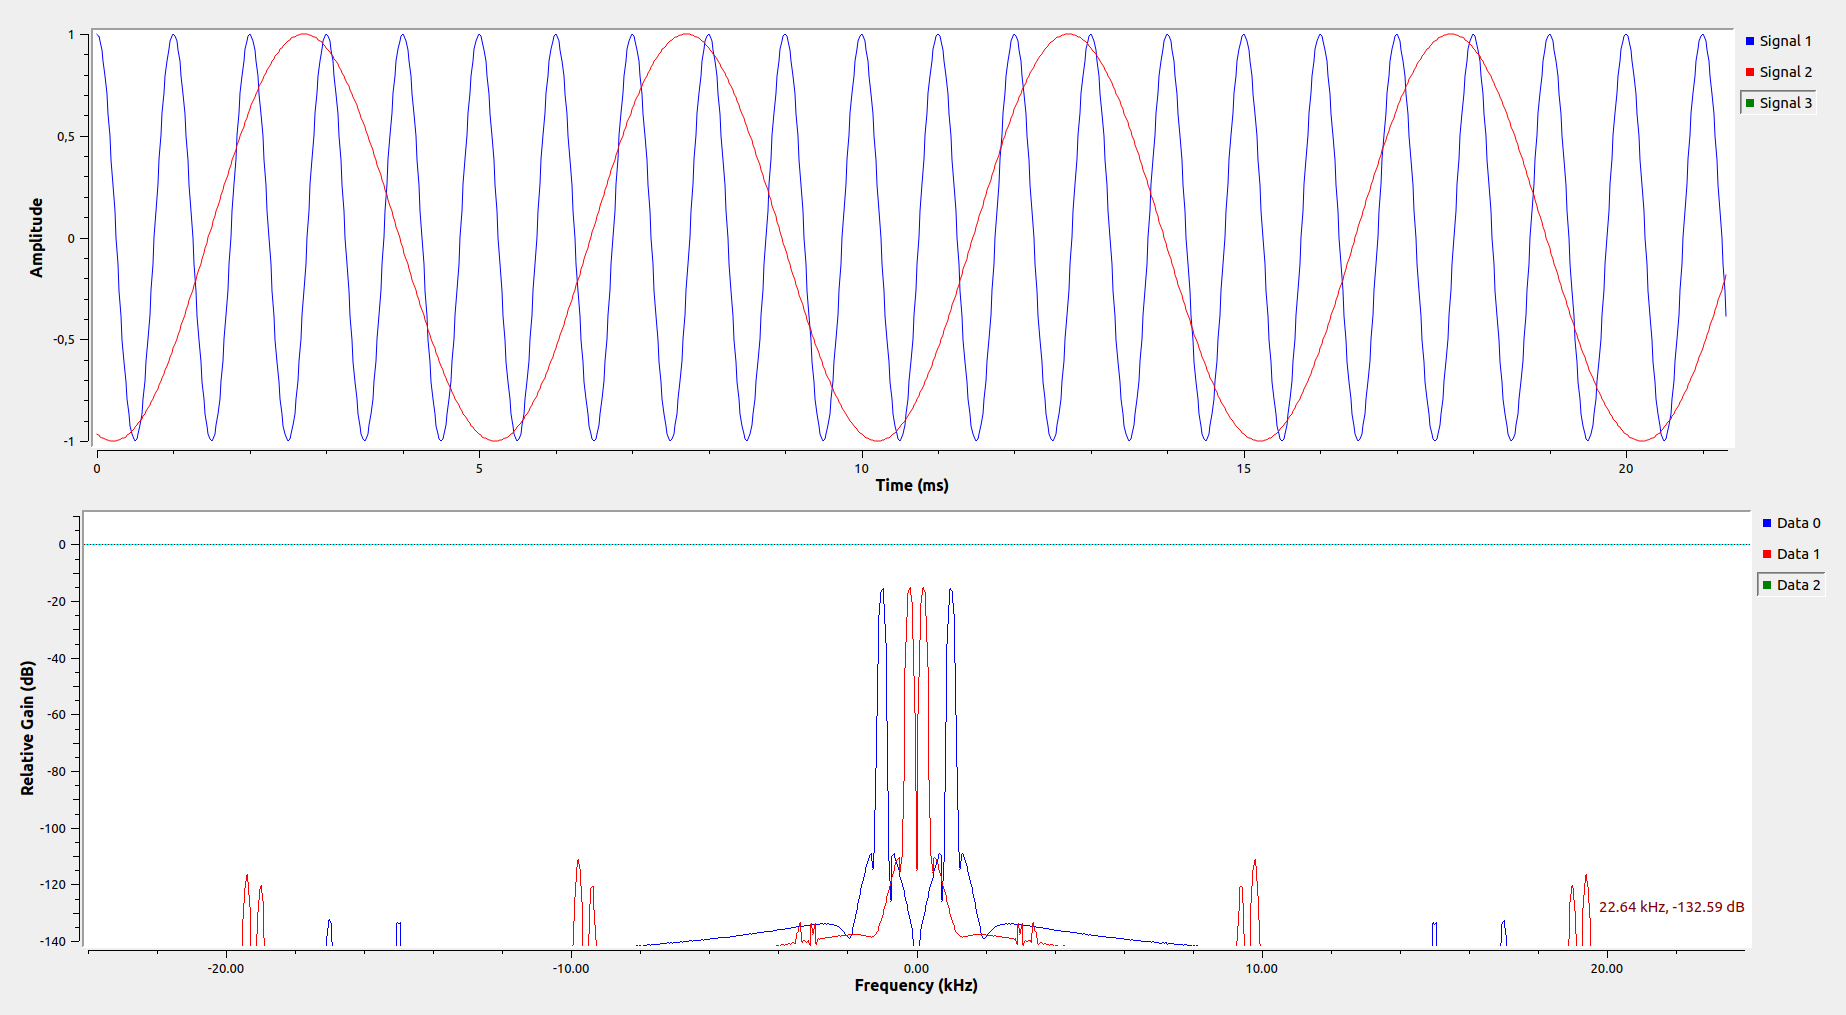 1
0,5
0
-0,5
-1
Amplitude
0
5
10
15
20
Time (ms)
Signal 1
Signal 2
Signal 3
0
-20
-40
-60
-80
-100
-120
-140
Relative Gain (dB)
22.64 kHz, -132.59 dB
-20.00
-10.00
0.00
10.00
20.00
Frequency (kHz)
Data 0
Data 1
Data 2